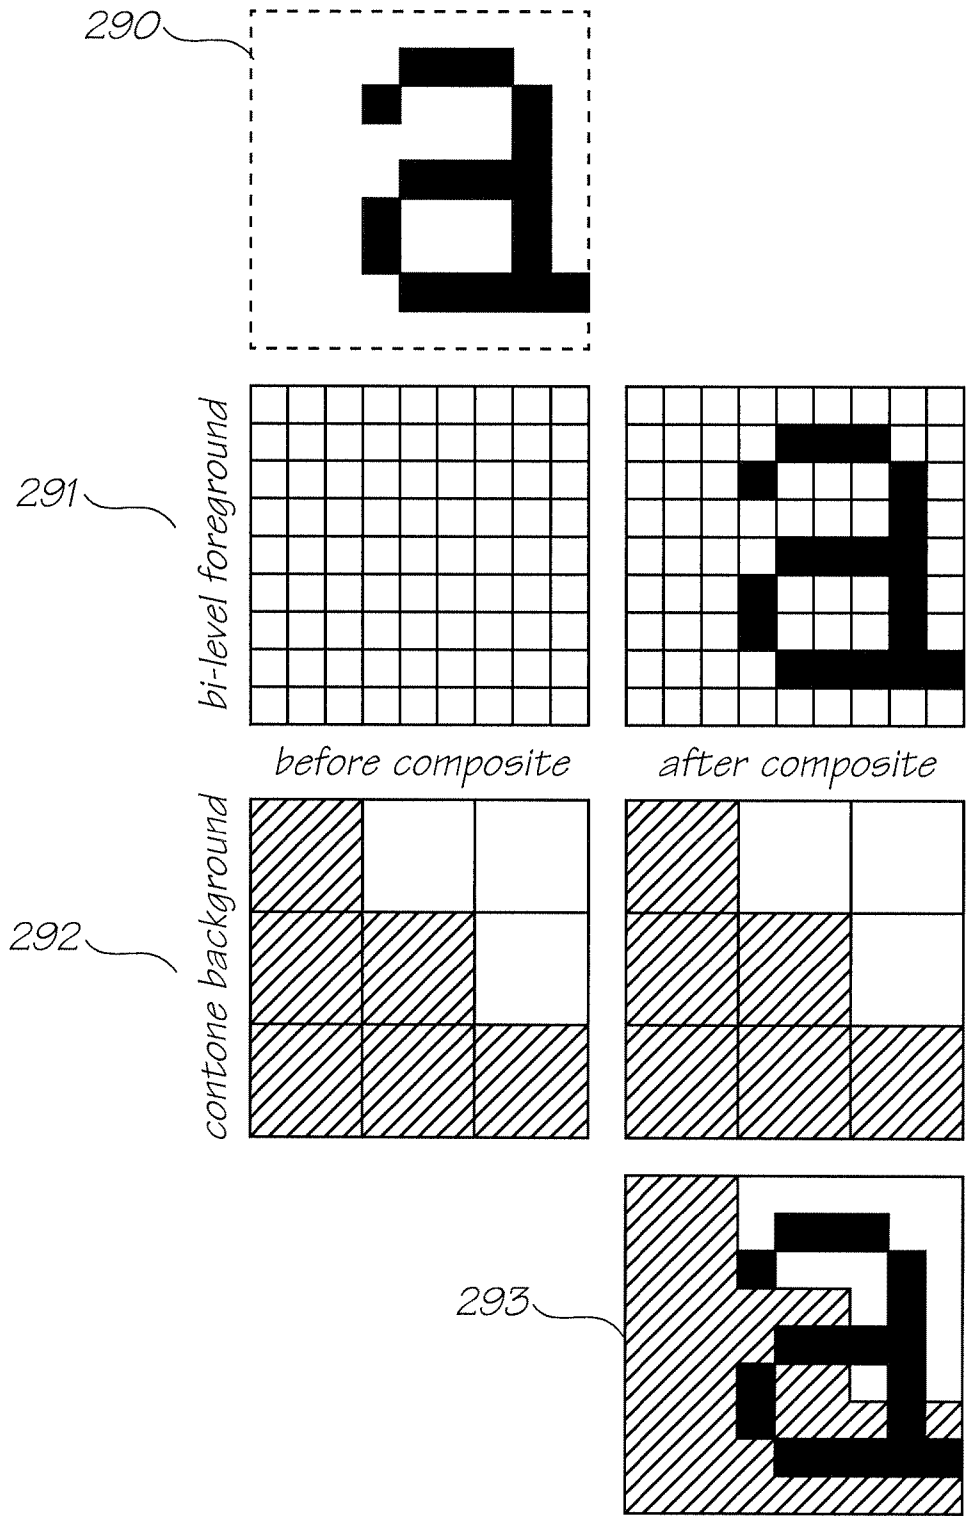 290
a
291
bi-level foreground
a
before composite
after composite
292
contone background
293
a